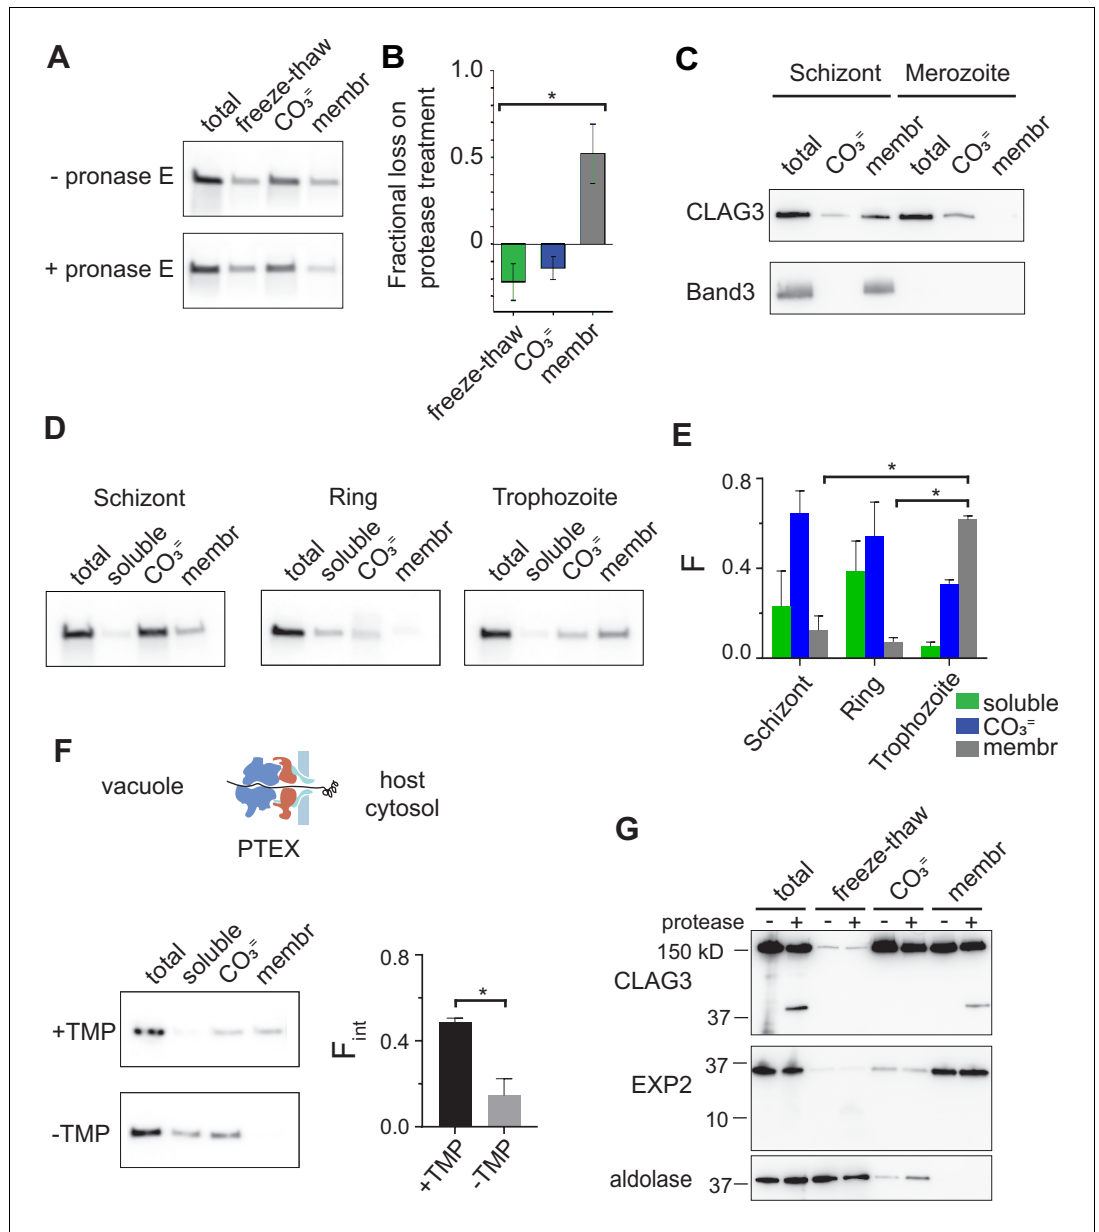 A
total
freeze-thaw
CO₃⁼
membr
- pronase E
+ pronase E
B
Fractional loss on
protease treatment
1.0
0.5
0
*
freeze-thaw
CO₃⁼
membr
C
Schizont
Merozoite
total
CO₃⁼
membr
total
CO₃⁼
membr
CLAG3
Band3
D
Schizont
Ring
Trophozoite
total
soluble
CO₃⁼
membr
total
soluble
CO₃⁼
membr
total
soluble
CO₃⁼
membr
E
F
0.8
0.4
0.0
*
*
Schizont
Ring
Trophozoite
soluble
CO₃⁼
membr
F
vacuole
host
cytosol
PTEX
total
soluble
CO₃⁼
membr
+TMP
-TMP
Fint
0.8
0.4
0.0
*
+TMP
-TMP
G
total
freeze-thaw
CO₃⁼
membr
protease - + - + - + - +
150 kD
CLAG3
37
37
EXP2
10
aldolase 37